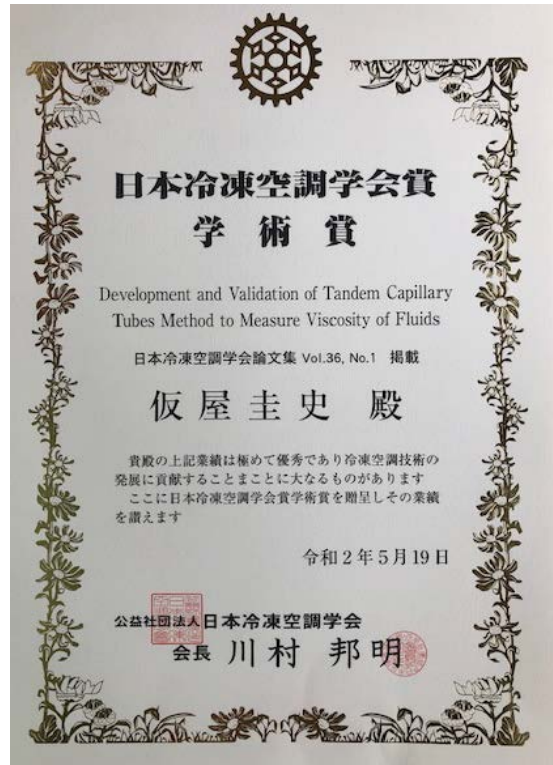 日本冷凍空調学会賞
学術賞
Development and Validation of Tandem Capillary
Tubes Method to Measure Viscosity of Fluids
日本冷凍空調学会論文集 Vol.36, No.1 掲載
仮屋圭史 殿
貴殿の上記業績は極めて優秀であり冷凍空調技術の
発展に貢献することまことに大なるものがあります
ここに日本冷凍空調学会賞学術賞を贈呈しその業績
を讃えます
令和2年5月19日
公益社団法人日本冷凍空調学会
会長 川村 邦明